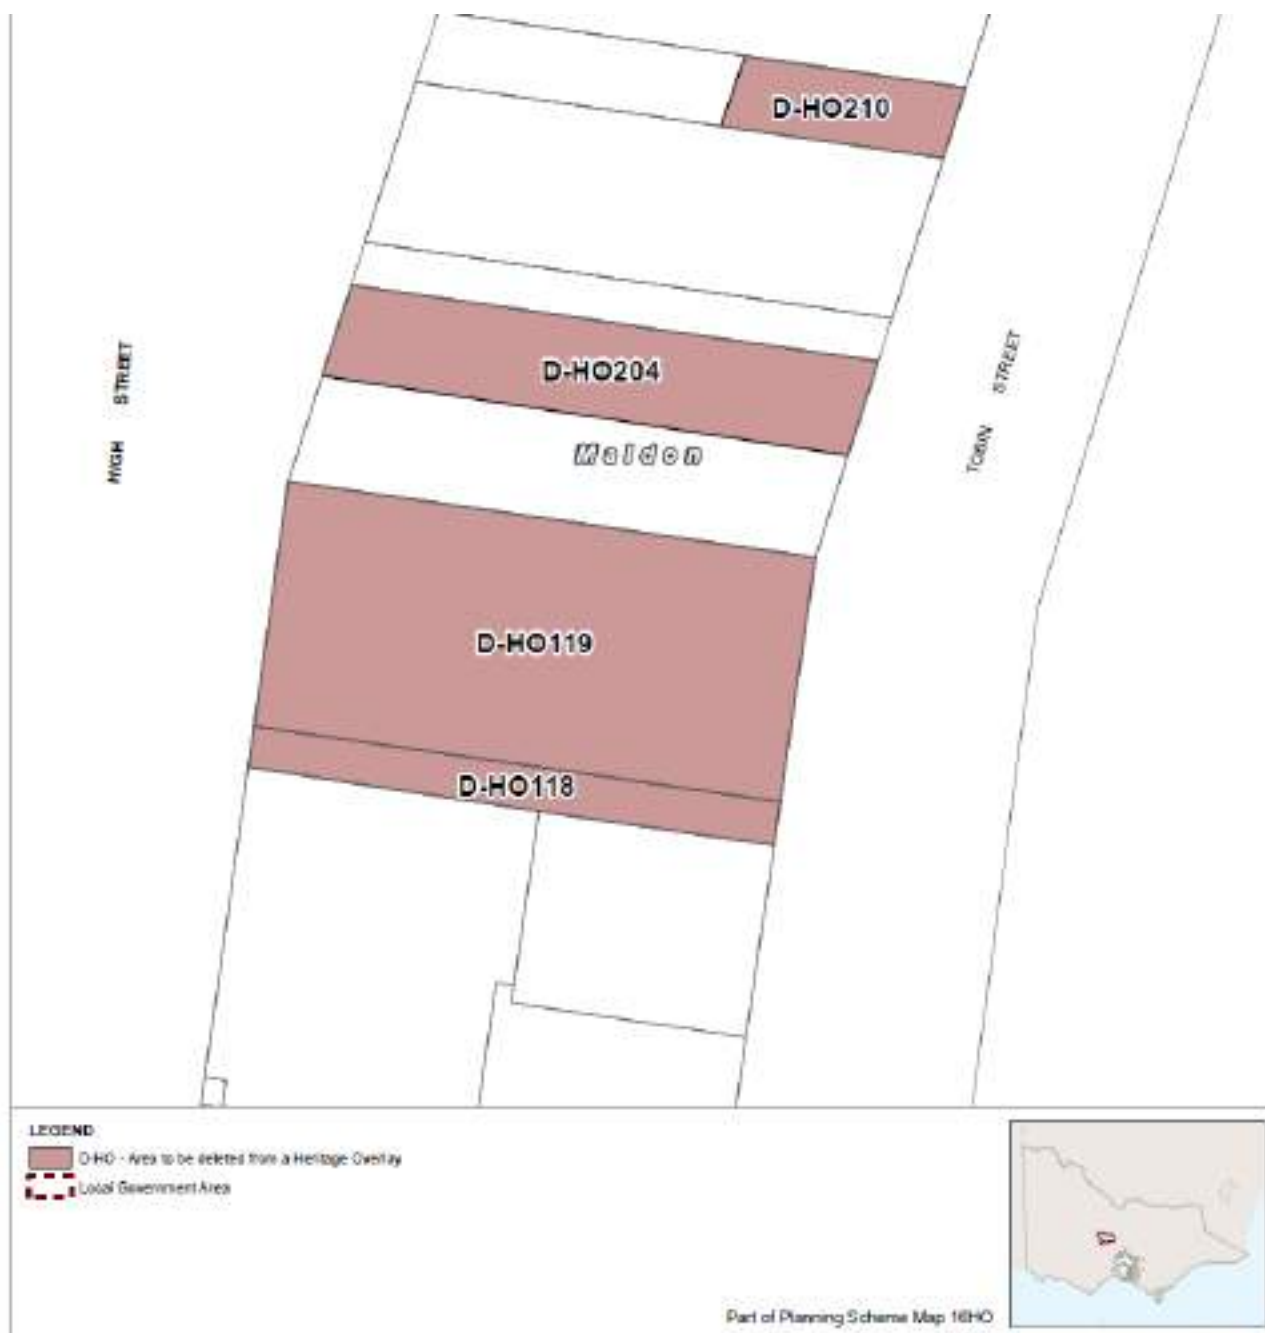 D-HO210
D-HO204
HIGH STREET
TOBIN STREET
Maldon
D-HO119
D-HO118
LEGEND
D-HO - Area to be deleted from a Heritage Overlay
Local Government Area
Part of Planning Scheme Map 16HO